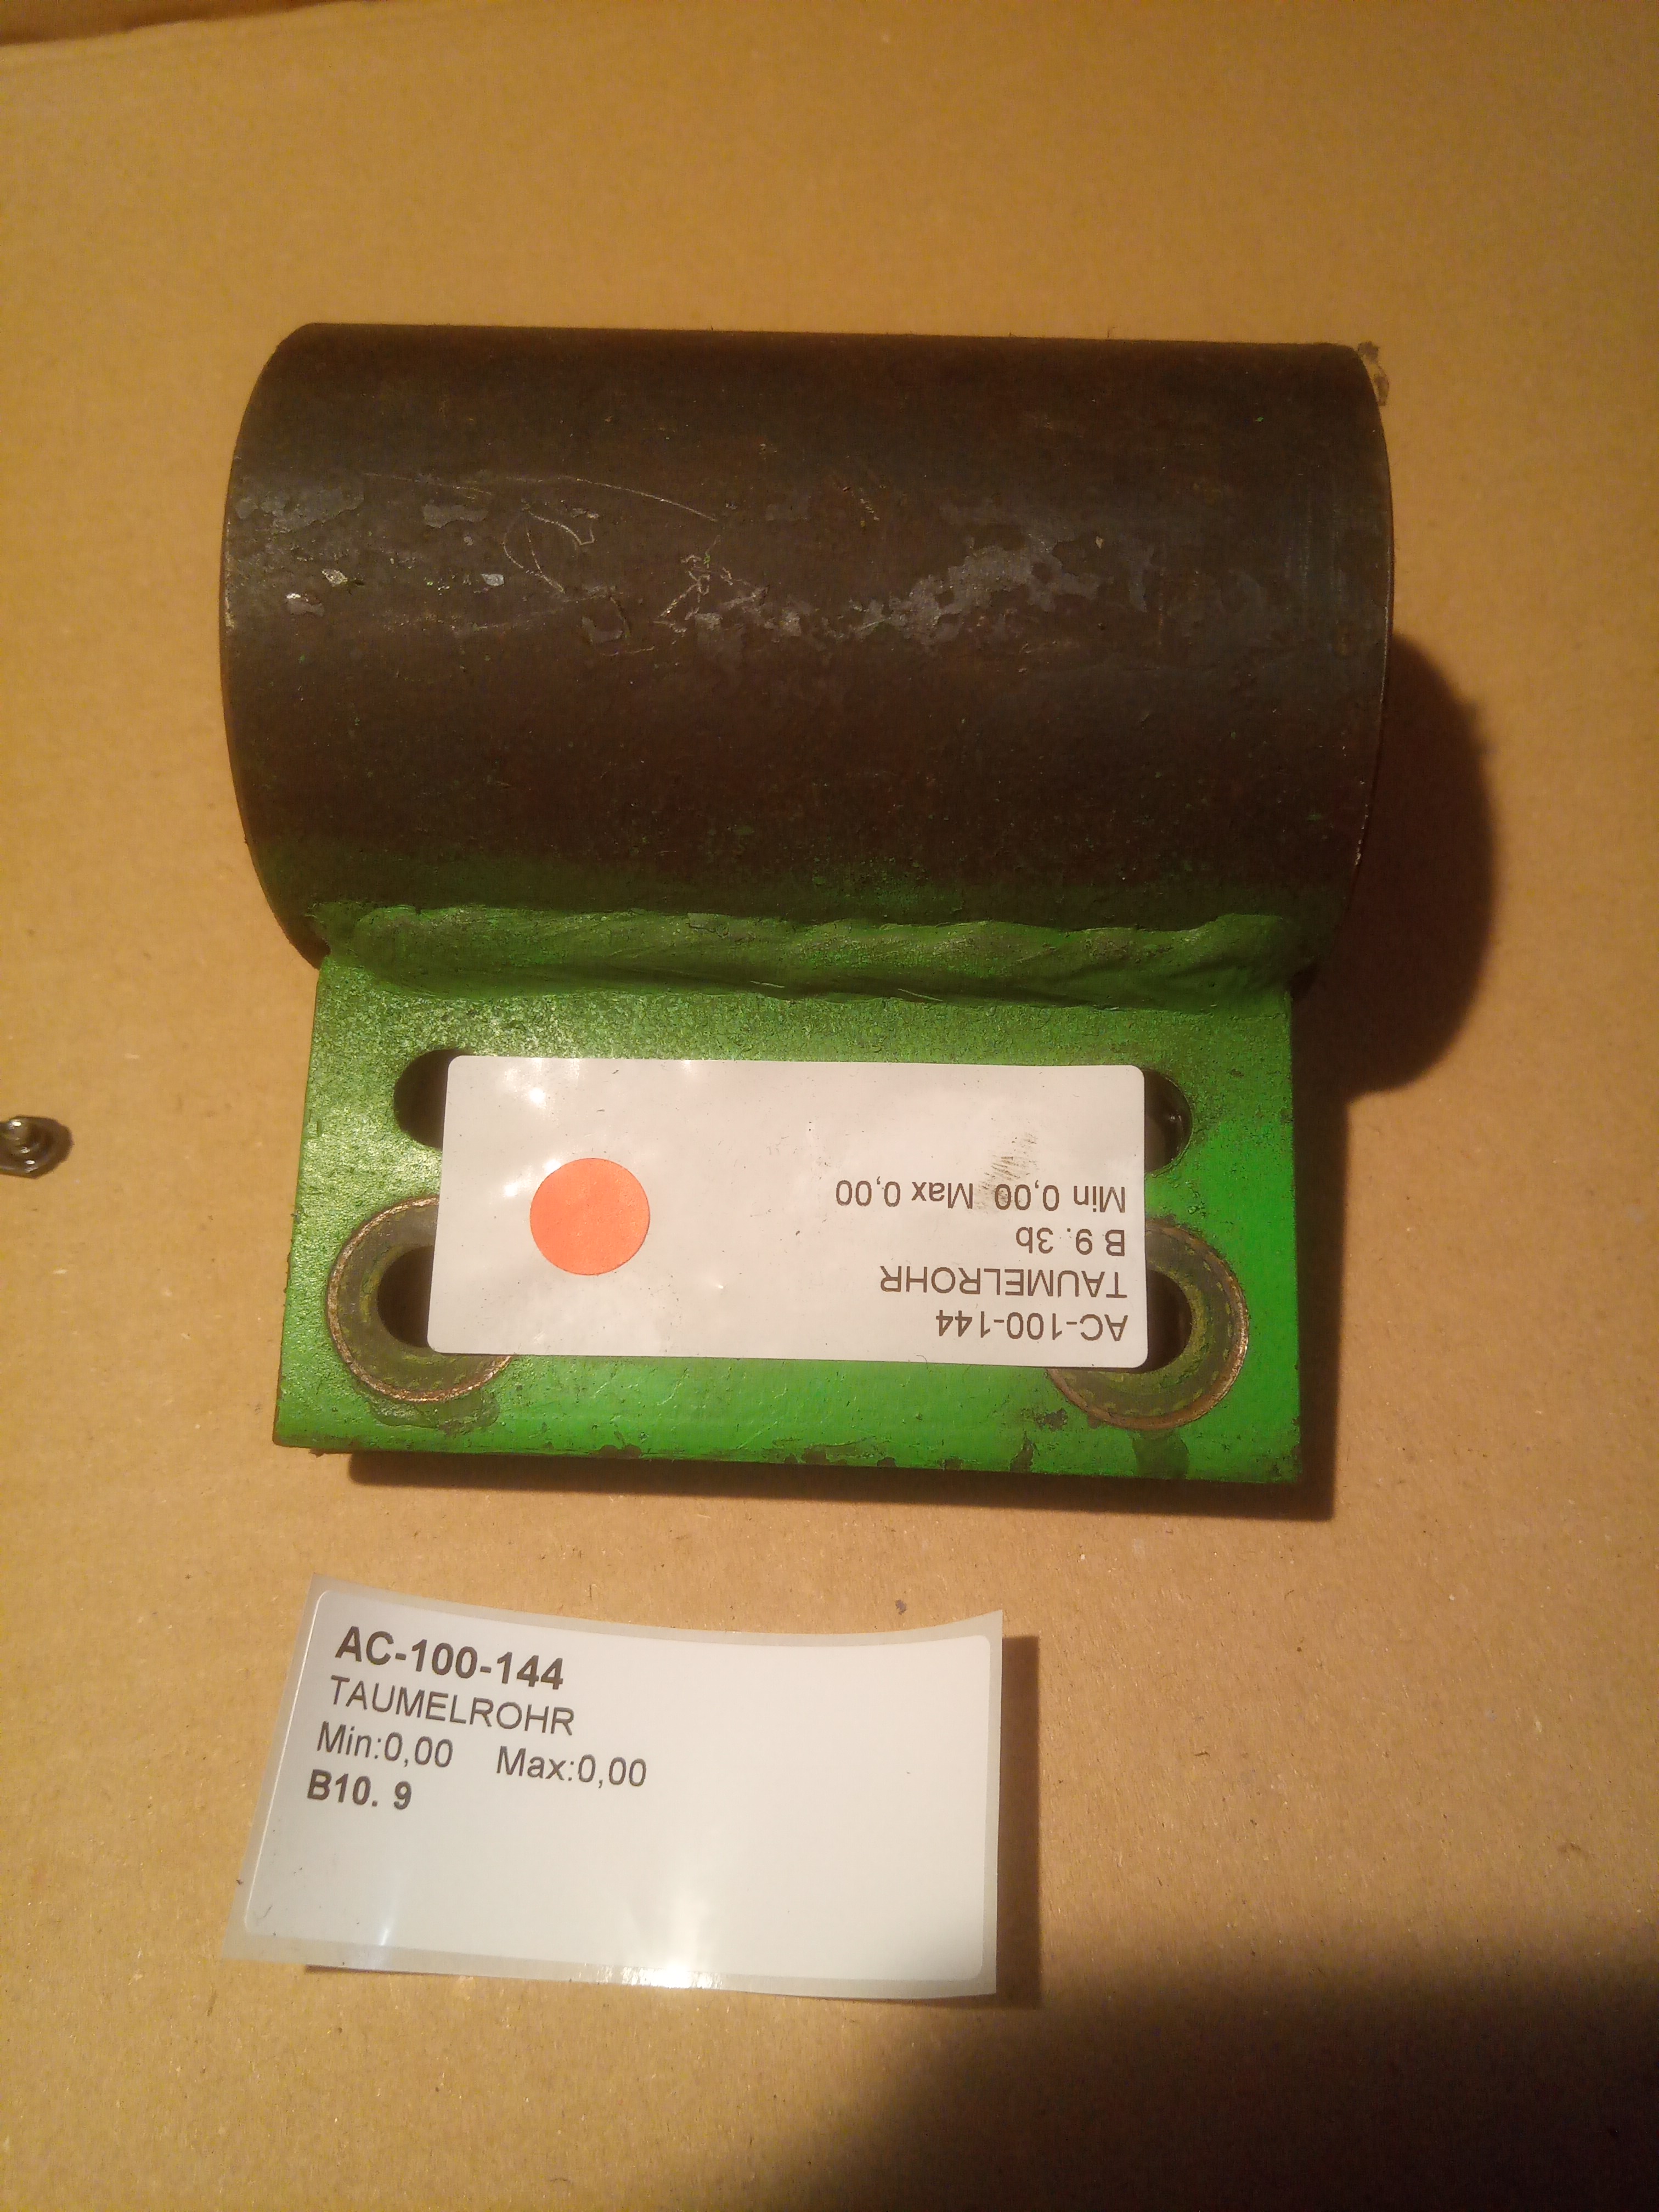 AC-100-144
TAUMELROHR
B 9. 3b
Min 0,00 Max 0,00
AC-100-144
TAUMELROHR
Min:0,00 Max:0,00
B10. 9